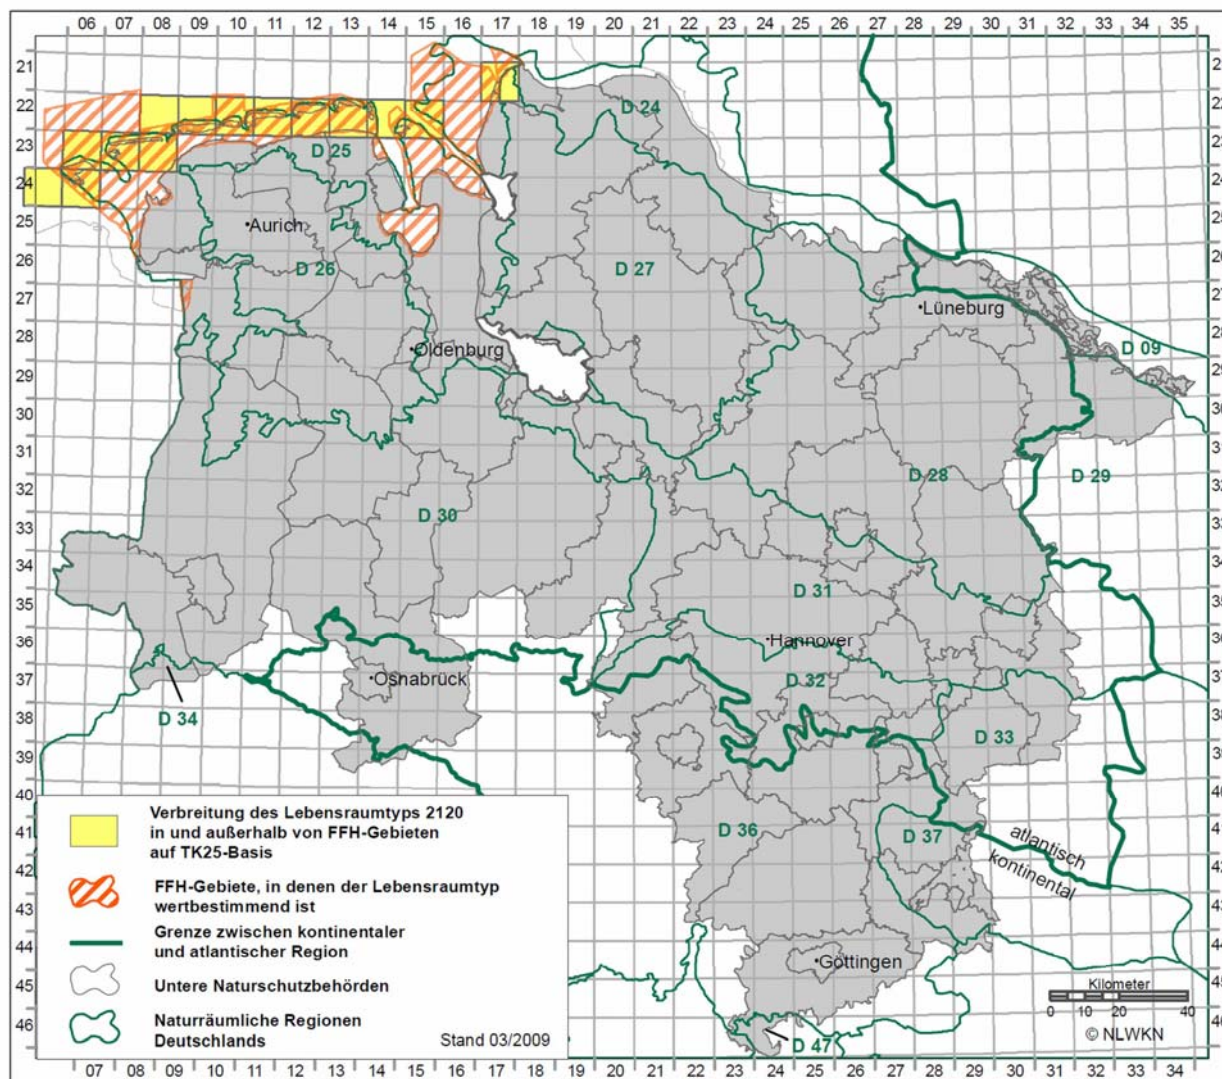 06 07 08 09 10 11 12 13 14 15 16 17 18 19 20 21 22 23 24 25 26 27 28 29 30 31 32 33 34 35
21
22
23
24
25
26
27
28
29
30
31
32
33
34
35
36
37
38
39
40
41
42
43
44
45
46
D 24
D 25
Aurich
D 26
D 27
Lüneburg
Oldenburg
D 09
D 28
D 29
D 30
D 31
Hannover
D 32
Osnabrück
D 34
D 33
D 36
D 37
atlantisch
kontinental
Göttingen
D 47
Verbreitung des Lebensraumtyps 2120
in und außerhalb von FFH-Gebieten
auf TK25-Basis
FFH-Gebiete, in denen der Lebensraumtyp
wertbestimmend ist
Grenze zwischen kontinentaler
und atlantischer Region
Untere Naturschutzbehörden
Naturräumliche Regionen
Deutschlands
Stand 03/2009
Kilometer
0 10 20 40
© NLWKN
07 08 09 10 11 12 13 14 15 16 17 18 19 20 21 22 23 24 25 26 27 28 29 30 31 32 33 34 35